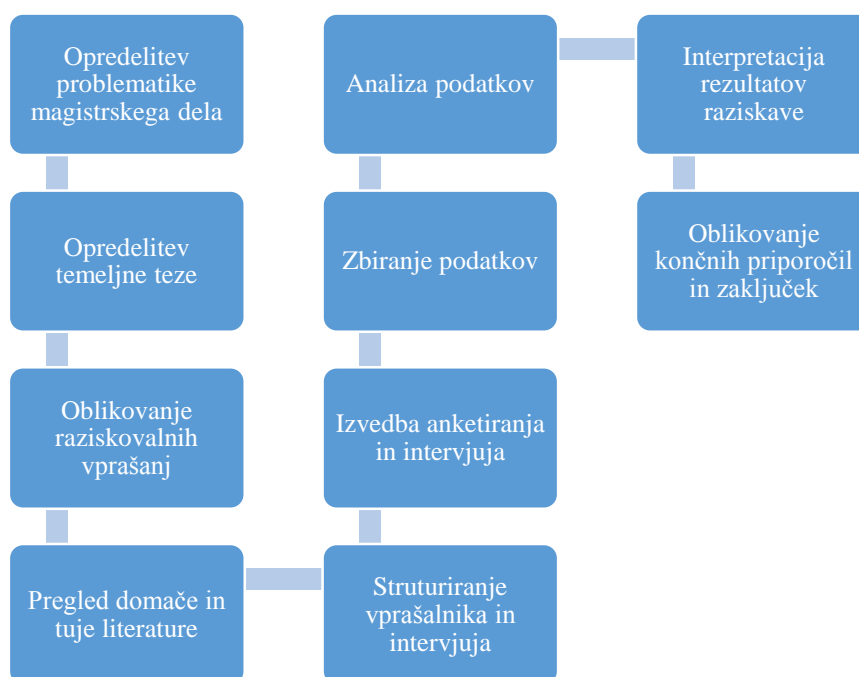 Opredelitev
problematike
magistrskega dela
Opredelitev
temeljne teze
Oblikovanje
raziskovalnih
vprašanj
Pregled domače in
tuje literature
Struturiranje
vprašalnika in
intervjuja
Izvedba anketiranja
in intervjuja
Zbiranje podatkov
Analiza podatkov
Interpretacija
rezultatov
raziskave
Oblikovanje
končnih priporočil
in zaključek